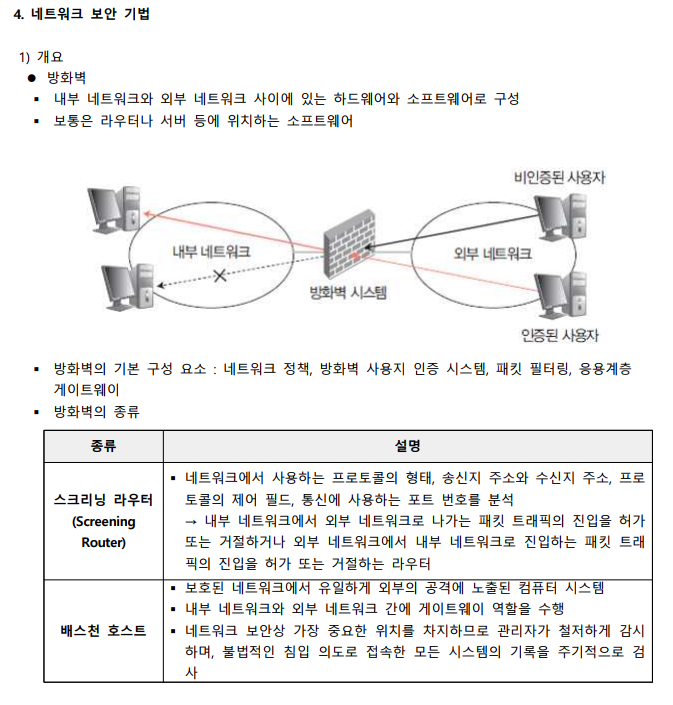 4. 네트워크 보안 기법
1) 개요
● 방화벽
▪ 내부 네트워크와 외부 네트워크 사이에 있는 하드웨어와 소프트웨어로 구성
▪ 보통은 라우터나 서버 등에 위치하는 소프트웨어
비인증된 사용자
내부 네트워크
외부 네트워크
방화벽 시스템
인증된 사용자
▪ 방화벽의 기본 구성 요소 : 네트워크 정책, 방화벽 사용지 인증 시스템, 패킷 필터링, 응용계층
게이트웨이
▪ 방화벽의 종류
종류 설명
스크리닝 라우터
(Screening
Router)
▪ 네트워크에서 사용하는 프로토콜의 형태, 송신지 주소와 수신지 주소, 프로
토콜의 제어 필드, 통신에 사용하는 포트 번호를 분석
→ 내부 네트워크에서 외부 네트워크로 나가는 패킷 트래픽의 진입을 허가
또는 거절하거나 외부 네트워크에서 내부 네트워크로 진입하는 패킷 트래
픽의 진입을 허가 또는 거절하는 라우터
배스천 호스트
▪ 보호된 네트워크에서 유일하게 외부의 공격에 노출된 컴퓨터 시스템
▪ 내부 네트워크와 외부 네트워크 간에 게이트웨이 역할을 수행
▪ 네트워크 보안상 가장 중요한 위치를 차지하므로 관리자가 철저하게 감시
하며, 불법적인 침입 의도로 접속한 모든 시스템의 기록을 주기적으로 검
사